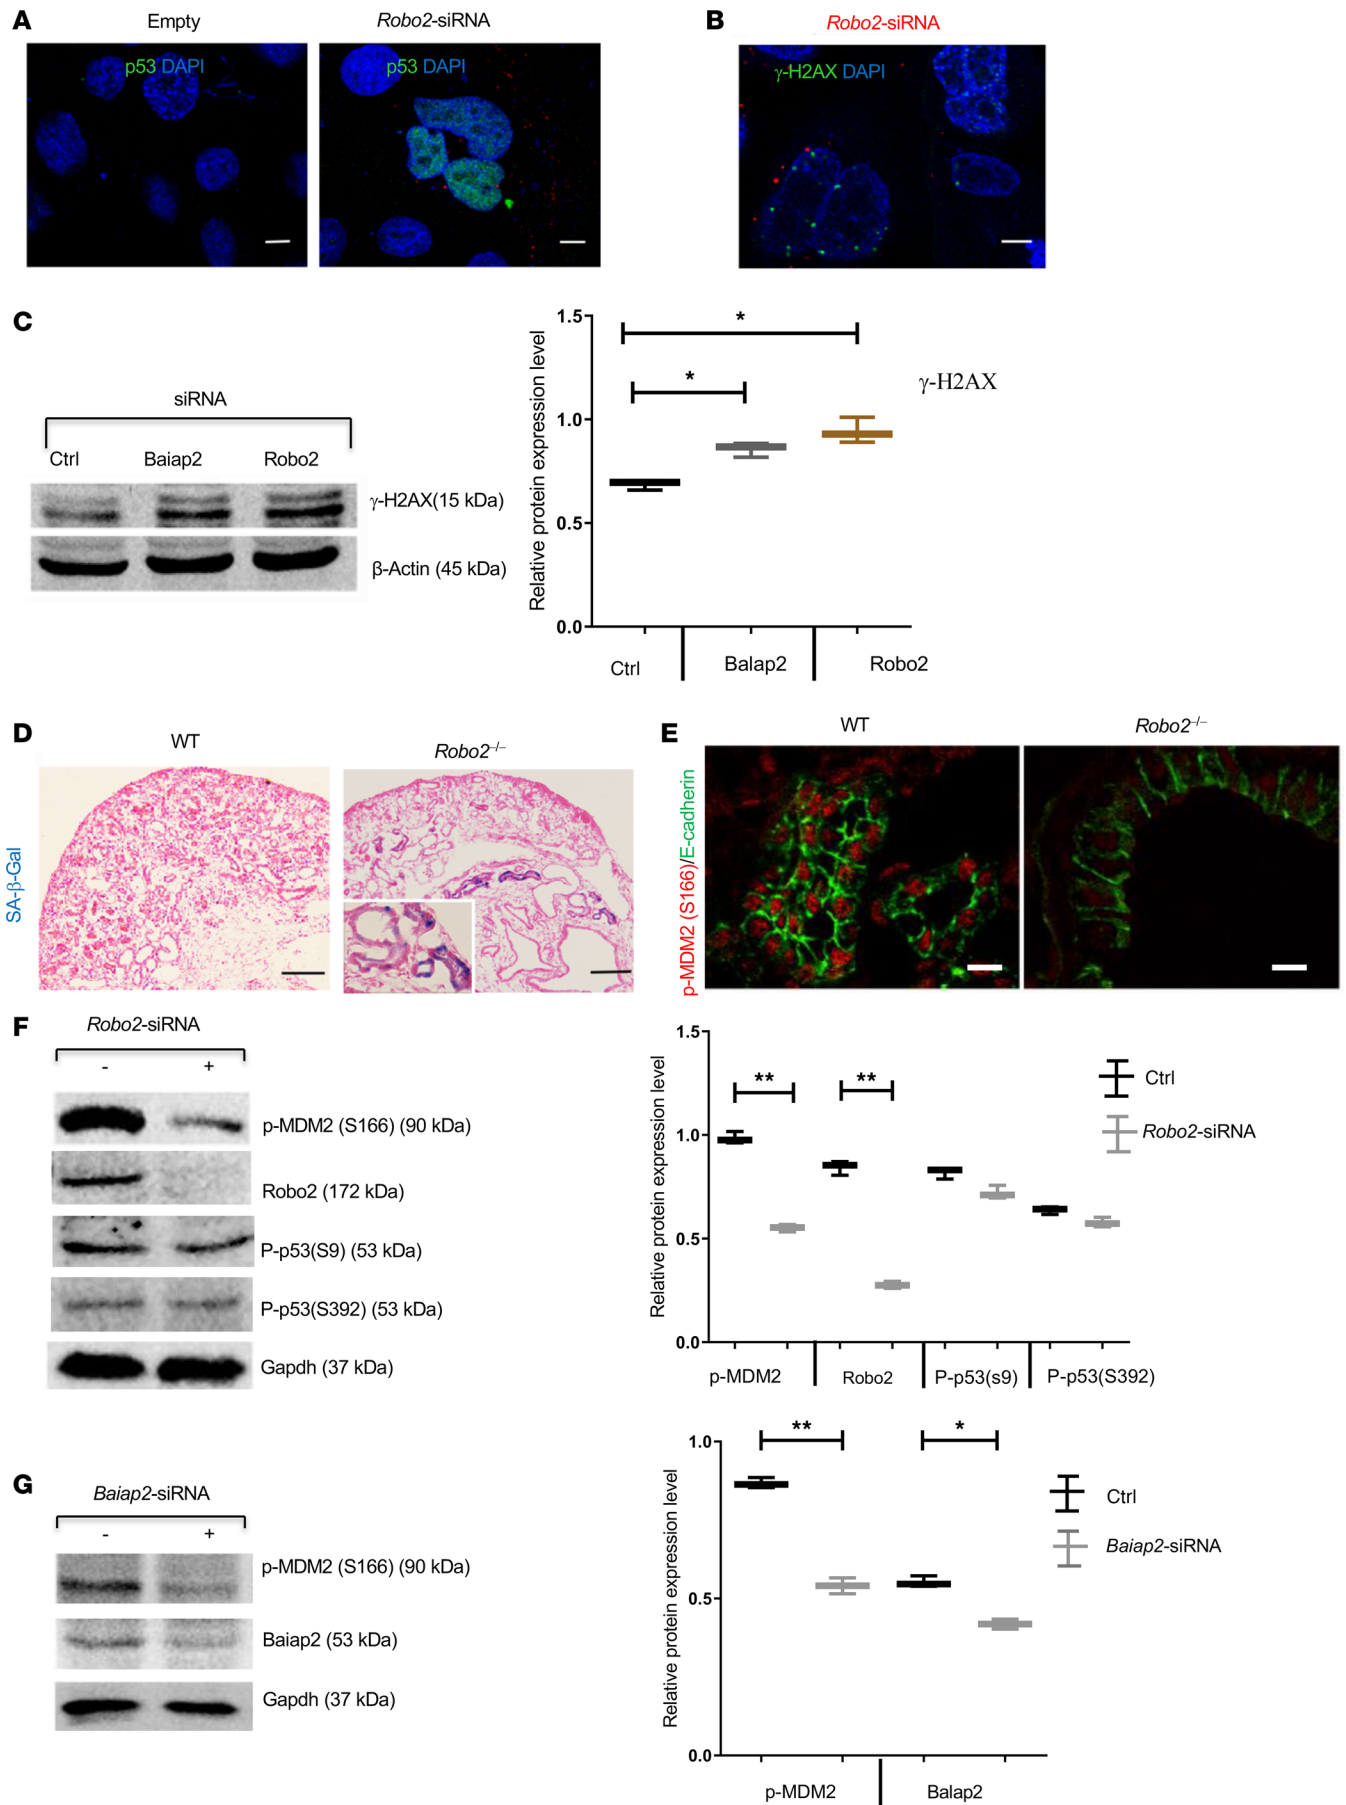 A
Empty
Robo2-siRNA
p53 DAPI
p53 DAPI
B
Robo2-siRNA
γ-H2AX DAPI
C
siRNA
Ctrl
Baiap2
Robo2
γ-H2AX(15 kDa)
β-Actin (45 kDa)
Relative protein expression level
1.5
1.0
0.5
0.0
*
*
γ-H2AX
Ctrl
Balap2
Robo2
D
WT
Robo2–/–
SA-β-Gal
E
WT
Robo2–/–
p-MDM2 (S166)/E-cadherin
F
Robo2-siRNA
- +
p-MDM2 (S166) (90 kDa)
Robo2 (172 kDa)
P-p53(S9) (53 kDa)
P-p53(S392) (53 kDa)
Gapdh (37 kDa)
Relative protein expression level
1.5
1.0
0.5
0.0
**
**
Ctrl
Robo2-siRNA
p-MDM2
Robo2
P-p53(s9)
P-p53(S392)
G
Baiap2-siRNA
- +
p-MDM2 (S166) (90 kDa)
Baiap2 (53 kDa)
Gapdh (37 kDa)
Relative protein expression level
1.0
0.5
0.0
**
*
Ctrl
Baiap2-siRNA
p-MDM2
Balap2